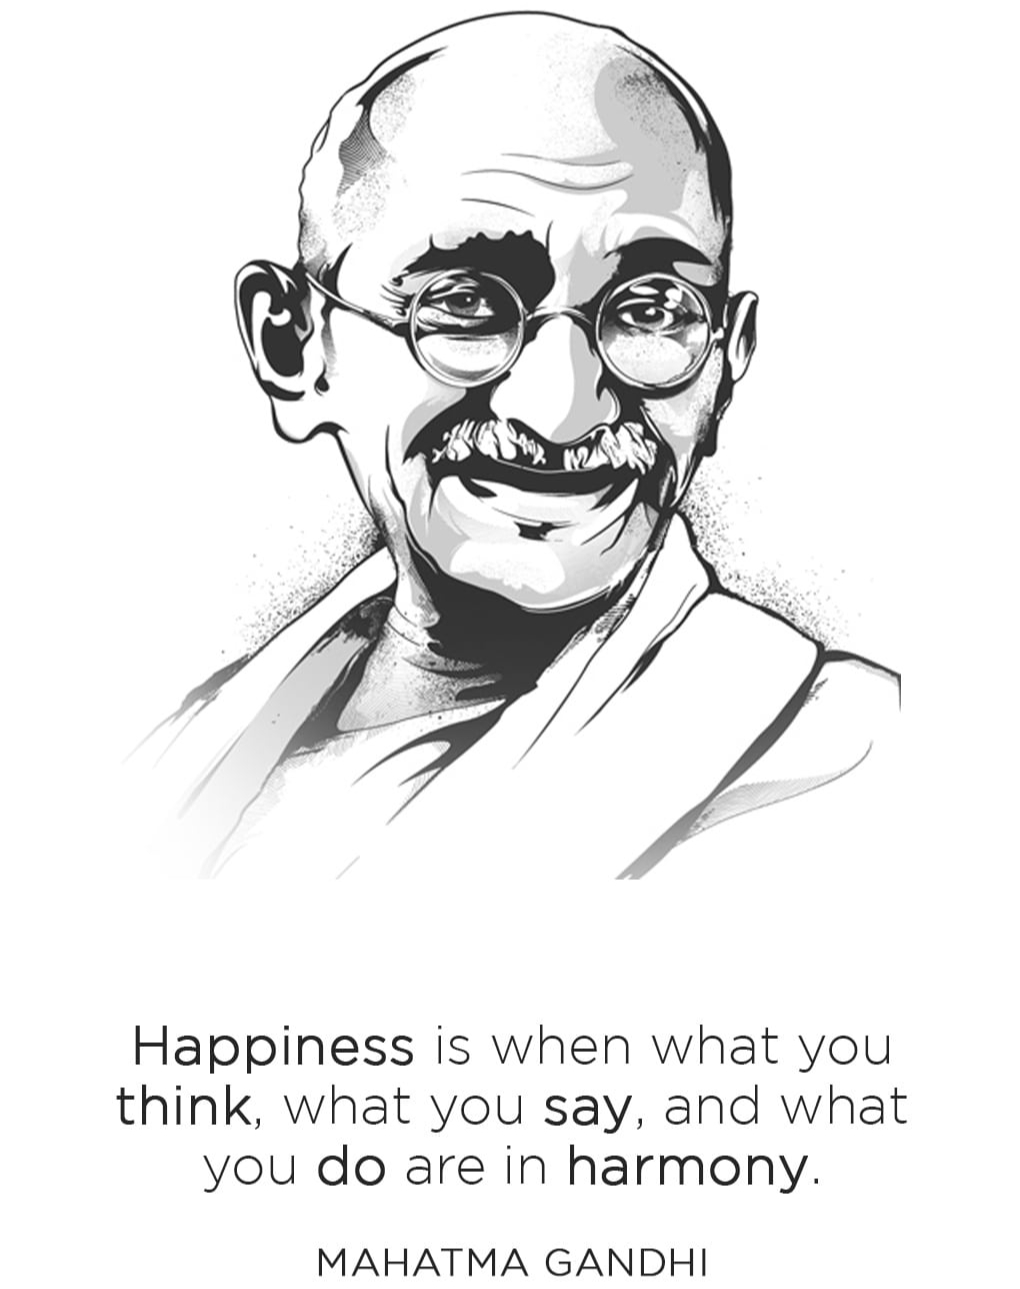 Happiness is when what you
think, what you say, and what
you do are in harmony.
MAHATMA GANDHI